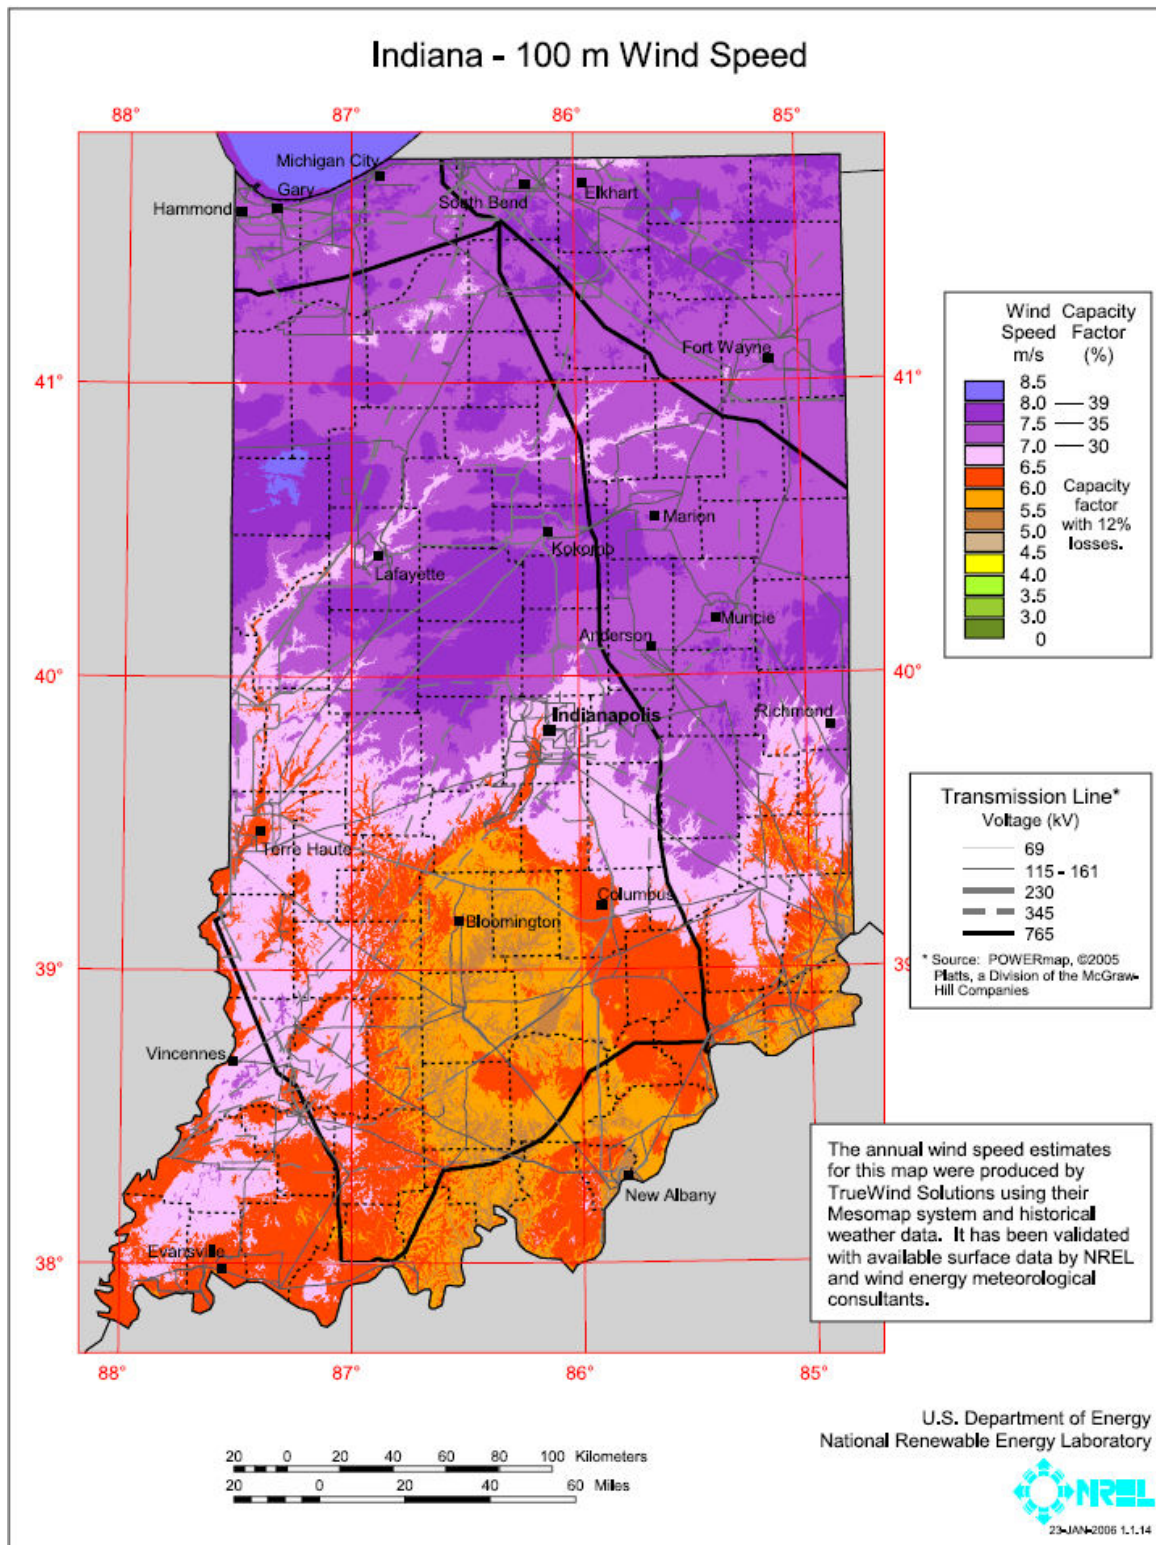 Indiana - 100 m Wind Speed
88° 87° 86° 85°
Michigan City
Gary
Hammond
South Bend
Elkhart
Fort Wayne
41° 41°
Marion
Kokomo
Lafayette
Muncie
Anderson
40° 40°
Indianapolis
Richmond
Terre Haute
Columbus
Bloomington
39° 39
Vincennes
New Albany
Evansville
38° 38°
88° 87° 86° 85°
Wind Capacity
Speed Factor
m/s (%)
8.5
8.0 39
7.5 35
7.0 30
6.5
6.0
5.5
5.0
4.5
4.0
3.5
3.0
0
Capacity
factor
with 12%
losses.
Transmission Line*
Voltage (kV)
69
115 - 161
230
345
765
* Source: POWERmap, ©2005
Platts, a Division of the McGraw-
Hill Companies
The annual wind speed estimates
for this map were produced by
TrueWind Solutions using their
Mesomap system and historical
weather data. It has been validated
with available surface data by NREL
and wind energy meteorological
consultants.
20 0 20 40 60 80 100 Kilometers
20 0 20 40 60 Miles
U.S. Department of Energy
National Renewable Energy Laboratory
NREL
23-JAN-2006 1.1.14